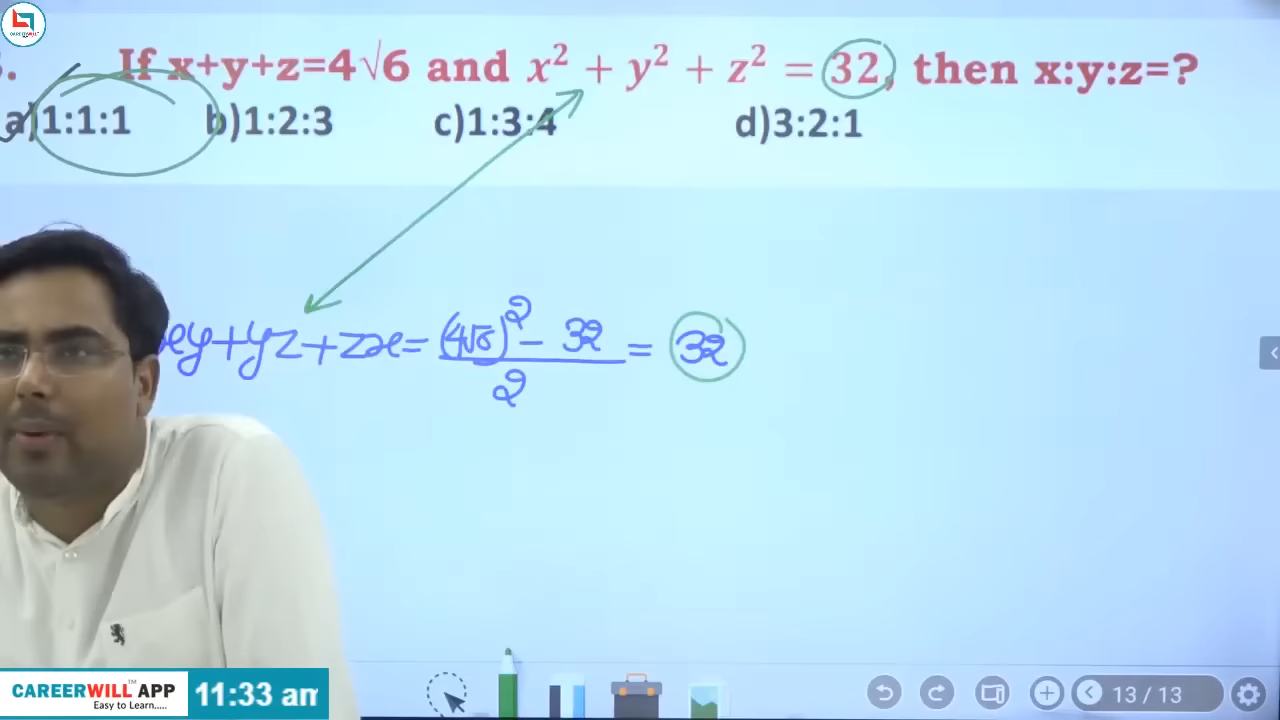 CAREERWILL
If x+y+z=4√6 and x² + y² + z² = 32, then x:y:z=?
a)1:1:1 b)1:2:3 c)1:3:4 d)3:2:1
xy+yz+zx = (4√6)² - 32 / 2 = 32
CAREERWILL™ APP
Easy to Learn.....
11:33 am
13 / 13